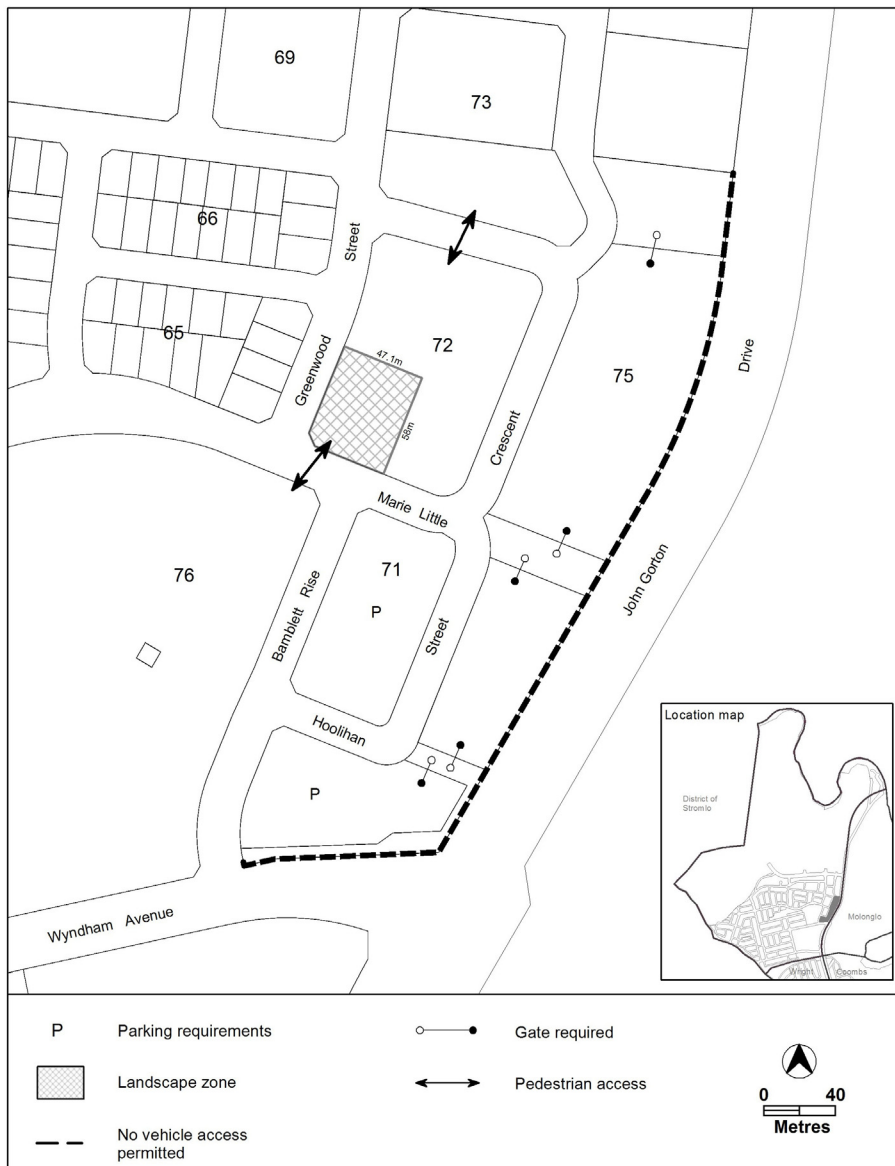 69
73
66
Street
65
Greenwood
47.1m
72
58m
Crescent
75
Drive
Marie Little
76
71
P
Bamblett Rise
Street
John Gorton
Hoolihan
P
Wyndham Avenue
Location map
District of
Stromlo
Molonglo
Wright
Coombs
P Parking requirements
Gate required
Landscape zone
Pedestrian access
No vehicle access
permitted
0 40
Metres